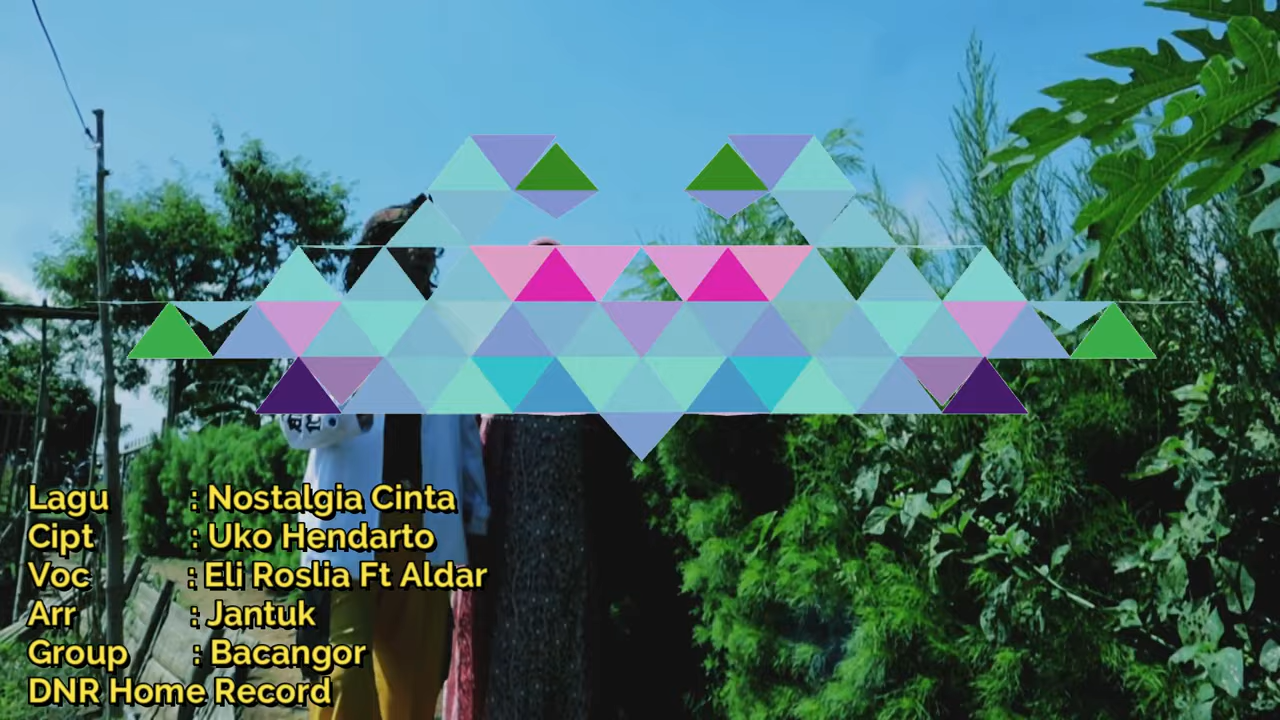 Lagu : Nostalgia Cinta
Cipt : Uko Hendarto
Voc : Eli Roslia Ft Aldar
Arr : Jantuk
Group : Bacangor
DNR Home Record